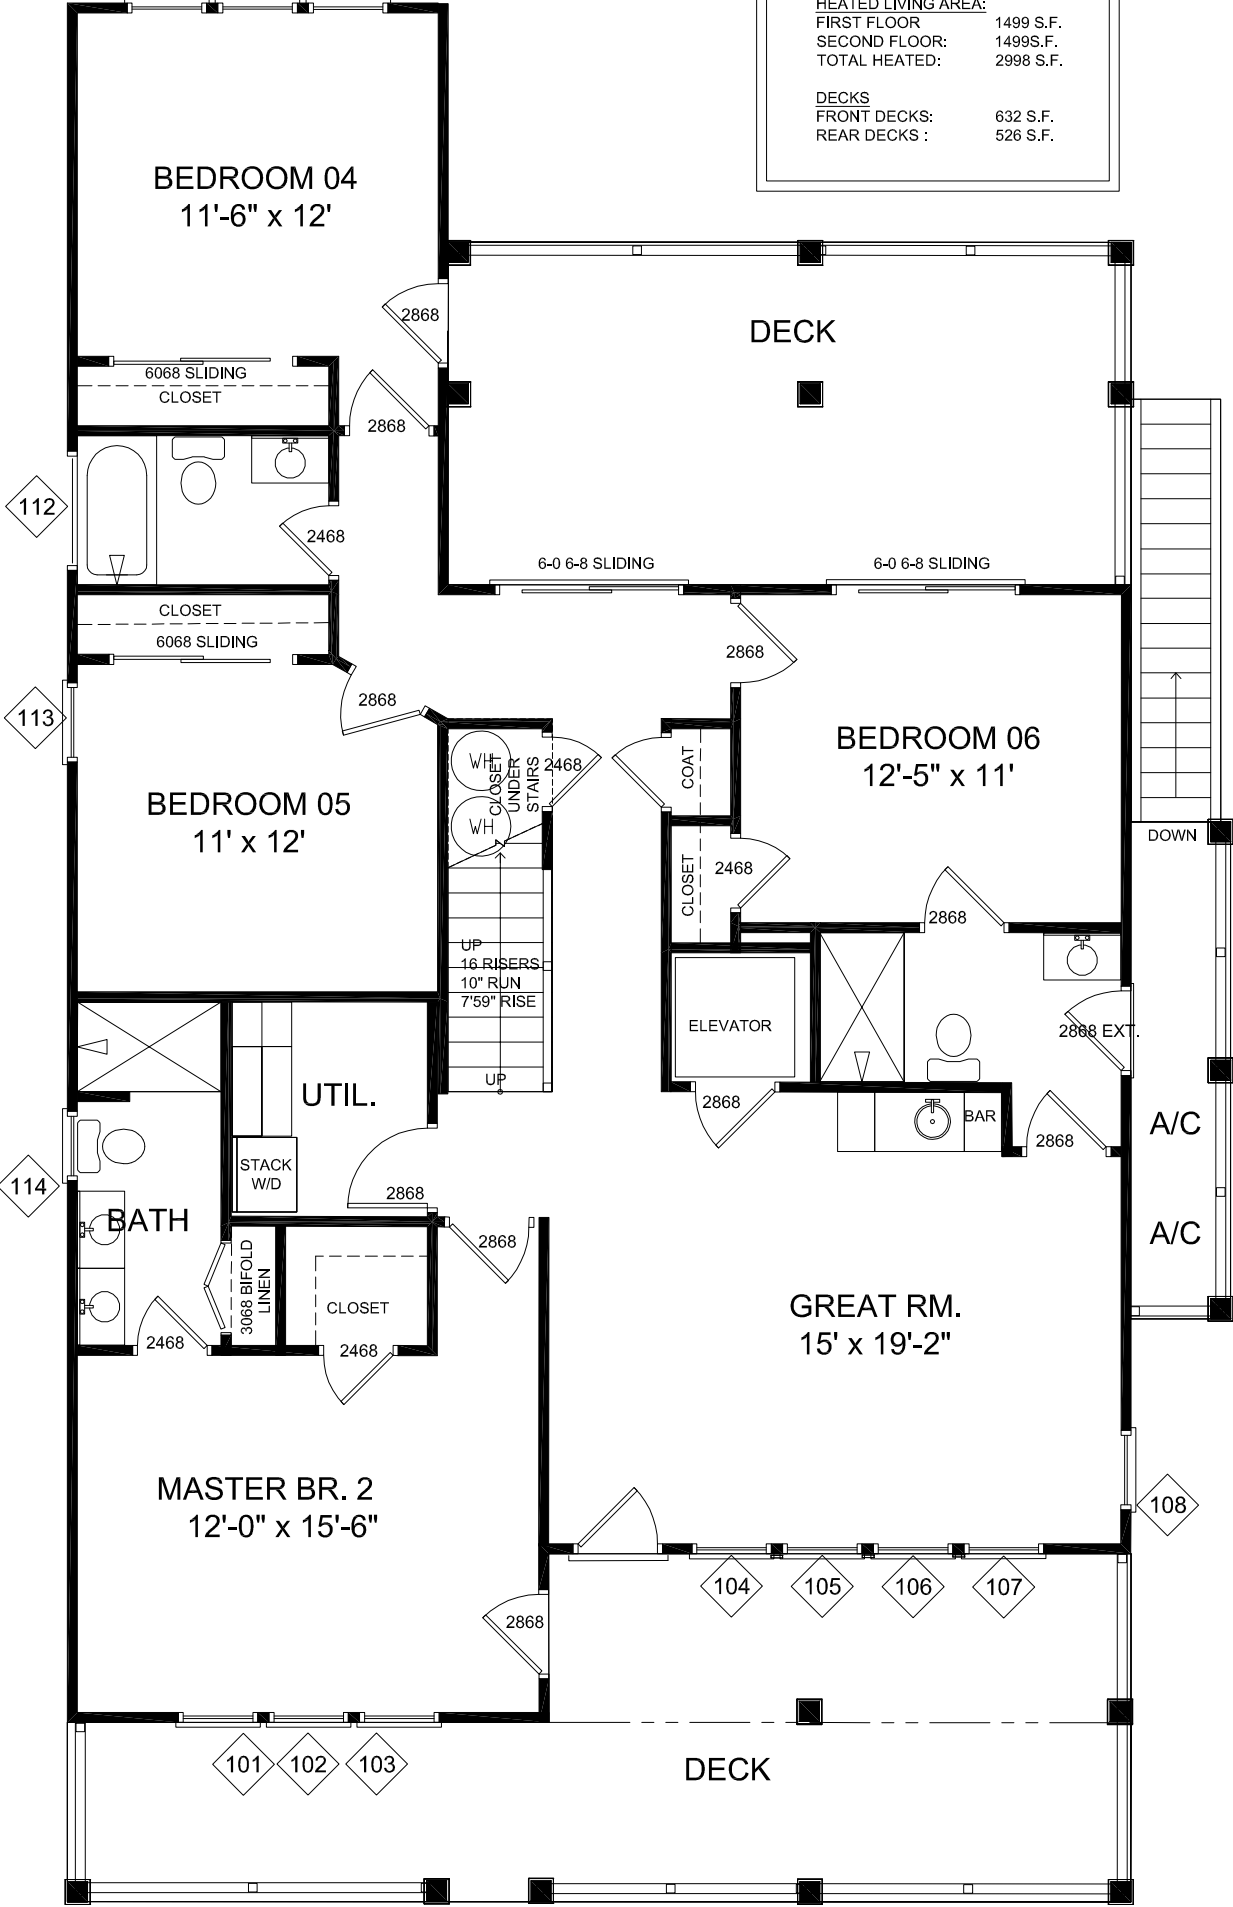 HEATED LIVING AREA:
FIRST FLOOR 1499 S.F.
SECOND FLOOR: 1499S.F.
TOTAL HEATED: 2998 S.F.
DECKS
FRONT DECKS: 632 S.F.
REAR DECKS : 526 S.F.
BEDROOM 04
11'-6" x 12'
2868
DECK
6068 SLIDING
CLOSET
2868
112
2468
6-0 6-8 SLIDING
6-0 6-8 SLIDING
CLOSET
6068 SLIDING
2868
2868
113
BEDROOM 06
12'-5" x 11'
WH
CLOSET
UNDER
STAIRS
2468
COAT
BEDROOM 05
11' x 12'
WH
DOWN
CLOSET
2468
2868
UP
16 RISERS
10" RUN
7'59" RISE
ELEVATOR
2868 EXT.
UP
UTIL.
2868
BAR
2868
A/C
STACK
W/D
2868
114
BATH
A/C
2868
3068 BIFOLD
LINEN
CLOSET
GREAT RM.
15' x 19'-2"
2468
2468
MASTER BR. 2
12'-0" x 15'-6"
108
104
105
106
107
2868
101
102
103
DECK